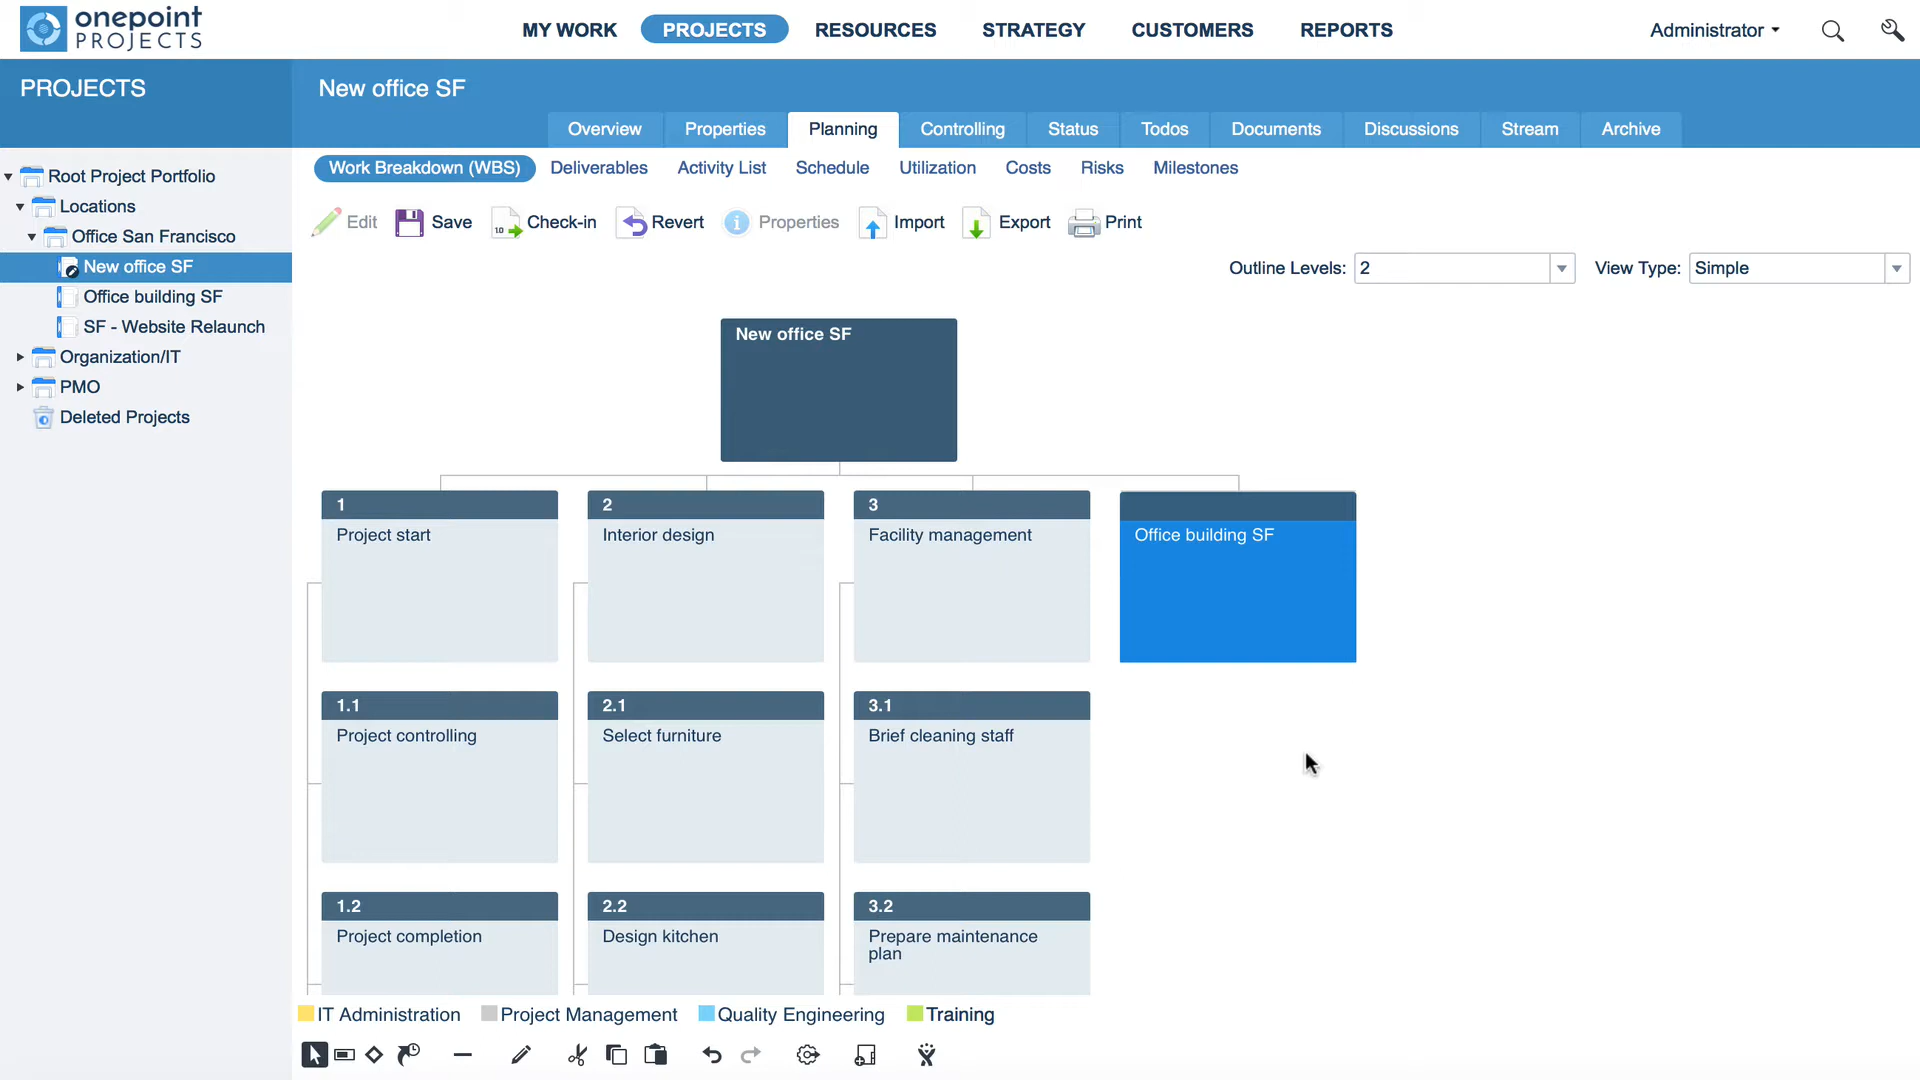 onepoint
PROJECTS
MY WORK PROJECTS RESOURCES STRATEGY CUSTOMERS REPORTS
Administrator
PROJECTS
New office SF
Overview Properties Planning Controlling Status Todos Documents Discussions Stream Archive
Root Project Portfolio
Locations
Office San Francisco
New office SF
Office building SF
SF - Website Relaunch
Organization/IT
PMO
Deleted Projects
Work Breakdown (WBS) Deliverables Activity List Schedule Utilization Costs Risks Milestones
Edit Save 1.0 Check-in Revert Properties Import Export Print
Outline Levels: 2 View Type: Simple
New office SF
1
Project start
2
Interior design
3
Facility management
Office building SF
1.1
Project controlling
2.1
Select furniture
3.1
Brief cleaning staff
1.2
Project completion
2.2
Design kitchen
3.2
Prepare maintenance
plan
IT Administration Project Management Quality Engineering Training